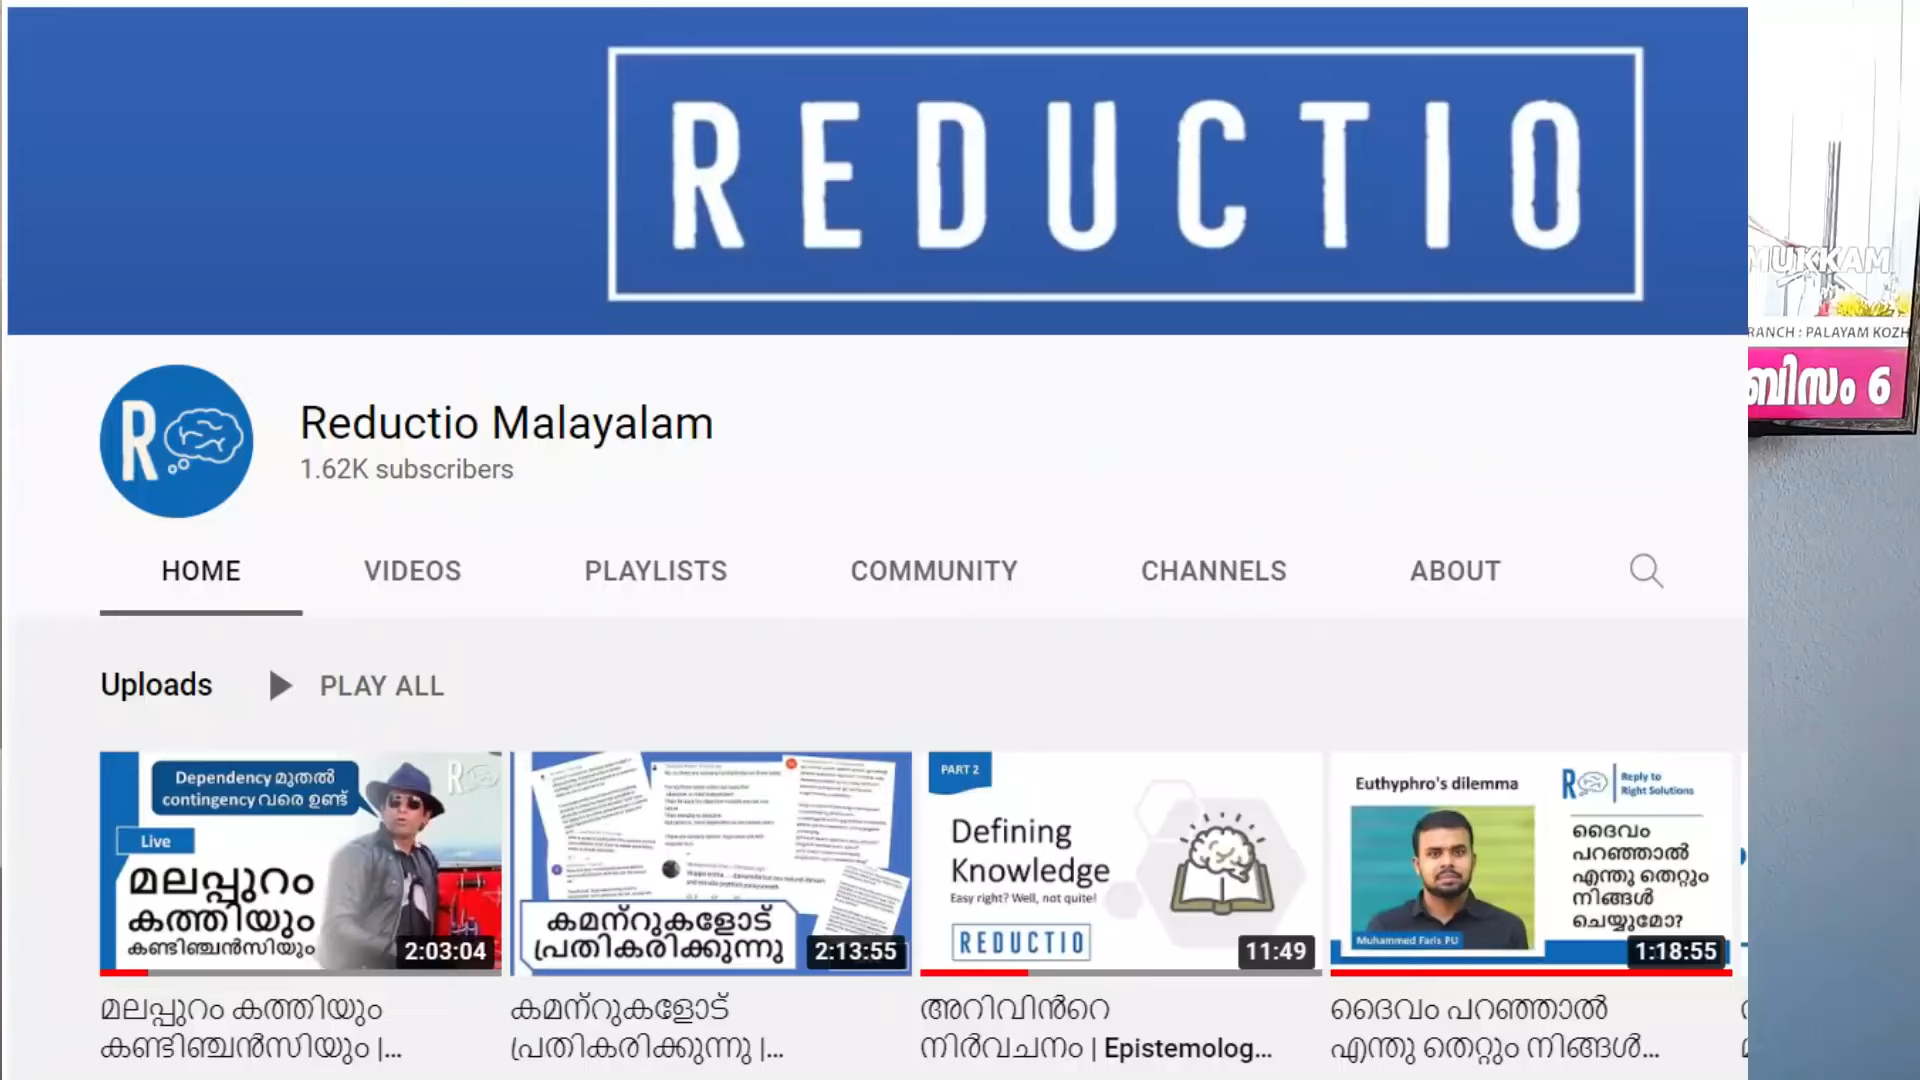 REDUCTIO
MUKKAM
RANCH : PALAYAM KOZH
ബിസം 6
Reductio Malayalam
1.62K subscribers
HOME
VIDEOS
PLAYLISTS
COMMUNITY
CHANNELS
ABOUT
Uploads
PLAY ALL
Dependency മുതൽ
contingency വരെ ഉണ്ട്
R
Live
മലപ്പുറം
കത്തിയും
കണ്ടിഞ്ചൻസിയും
2:03:04
കമന്റുകളോട്
പ്രതികരിക്കുന്നു
2:13:55
PART 2
Defining
Knowledge
Easy right? Well, not quite!
REDUCTIO
11:49
Euthyphro's dilemma
R
Reply to
Right Solutions
ദൈവം
പറഞ്ഞാൽ
എന്തു തെറ്റും
നിങ്ങൾ
ചെയ്യുമോ?
Muhammed Faris PU
1:18:55
മലപ്പുറം കത്തിയും
കണ്ടിഞ്ചൻസിയും |...
കമന്റുകളോട്
പ്രതികരിക്കുന്നു |...
അറിവിൻറെ
നിർവചനം | Epistemolog...
ദൈവം പറഞ്ഞാൽ
എന്തു തെറ്റും നിങ്ങൾ...